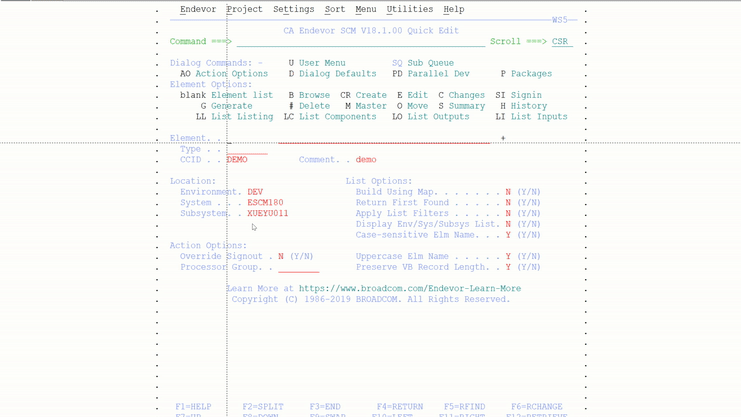 Endevor Project Settings Sort Menu Utilities Help
WS5
CA Endevor SCM V18.1.00 Quick Edit
Command ===> Scroll ===> CSR
Dialog Commands: - U User Menu SQ Sub Queue
AO Action Options D Dialog Defaults PD Parallel Dev P Packages
Element Options:
blank Element list B Browse CR Create E Edit C Changes SI Signin
G Generate # Delete M Master O Move S Summary H History
LL List Listing LC List Components LO List Outputs LI List Inputs
Element. . +
Type . .
CCID . . DEMO Comment. . demo
Location: List Options:
Environment. DEV Build Using Map. . . . . . . N (Y/N)
System . . . ESCM180 Return First Found . . . . . N (Y/N)
Subsystem. . XUEYU011 Apply List Filters . . . . . N (Y/N)
Display Env/Sys/Subsys List. N (Y/N)
Case-sensitive Elm Name. . . Y (Y/N)
Action Options:
Override Signout . N (Y/N) Uppercase Elm Name . . . . . Y (Y/N)
Processor Group. . Preserve VB Record Length. . Y (Y/N)
Learn More at https://www.broadcom.com/Endevor-Learn-More
Copyright (C) 1986-2019 BROADCOM. All Rights Reserved.
F1=HELP F2=SPLIT F3=END F4=RETURN F5=RFIND F6=RCHANGE